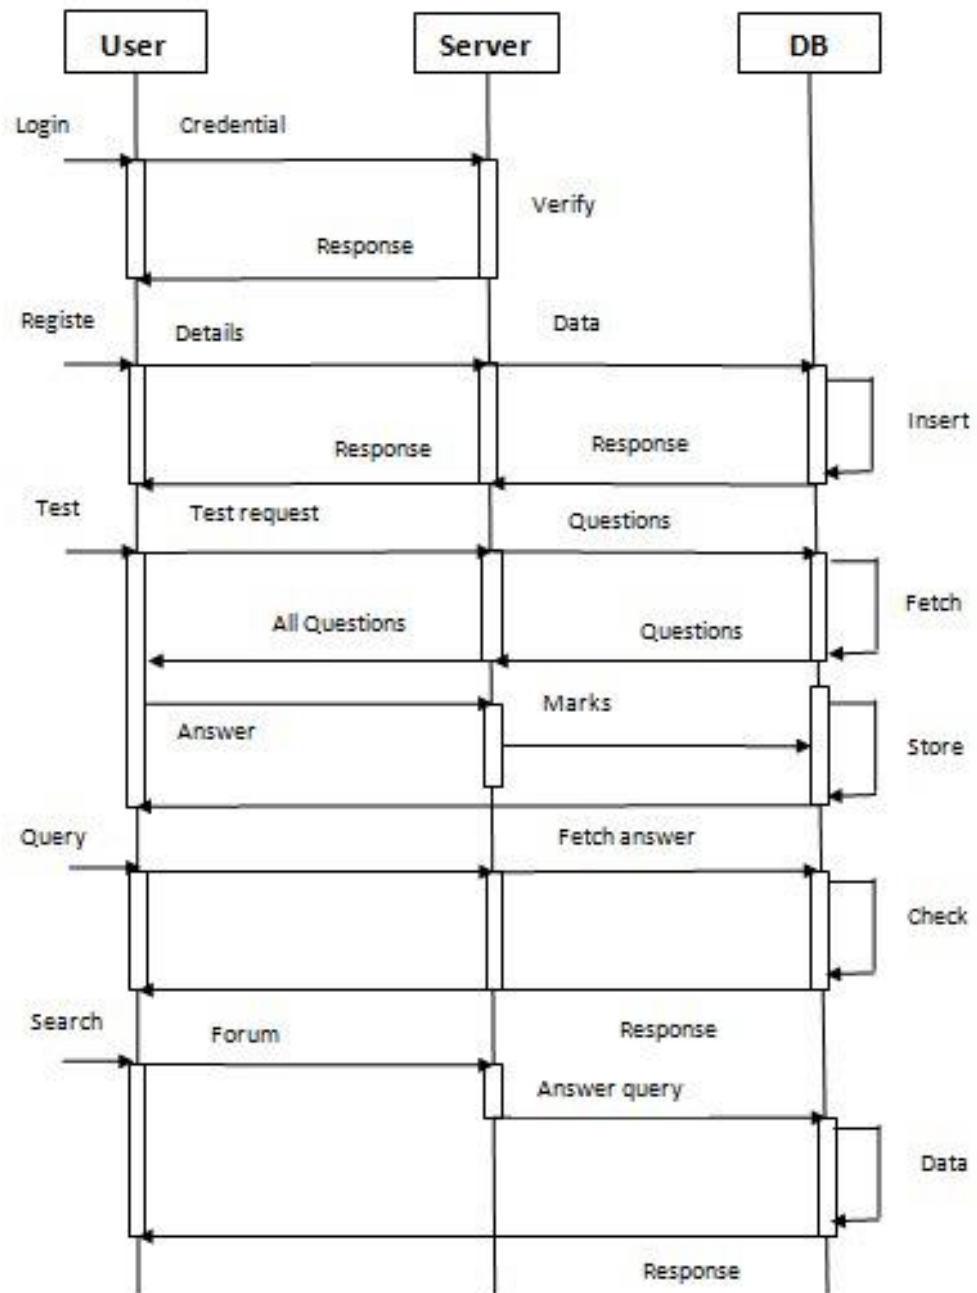 User Server DB
Login Credential
Verify
Response
Registe Details Data
Insert
Response Response
Test Test request Questions
Fetch
All Questions Questions
Marks
Answer Store
Query Fetch answer
Check
Search Forum Response
Answer query
Data
Response